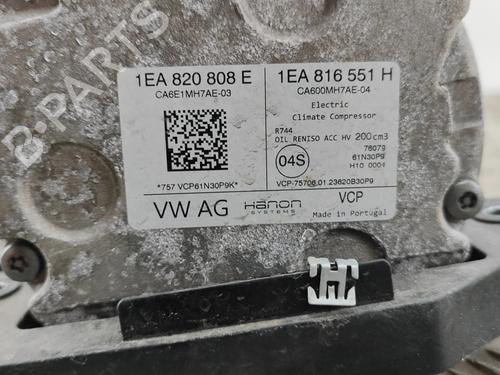 1EA 820 808 E
CA6E1MH7AE-03
*757 VCP61N30P9K*
VW AG
Hanon
SYSTEMS
1EA 816 551 H
CA600MH7AE-04
Electric
Climate Compressor
R744
OIL RENISO ACC HV 200cm3
04S
76079
61N30P9
H10 0004
VCP-75706.01.23620B30P9
VCP
Made in Portugal
B-PARTS